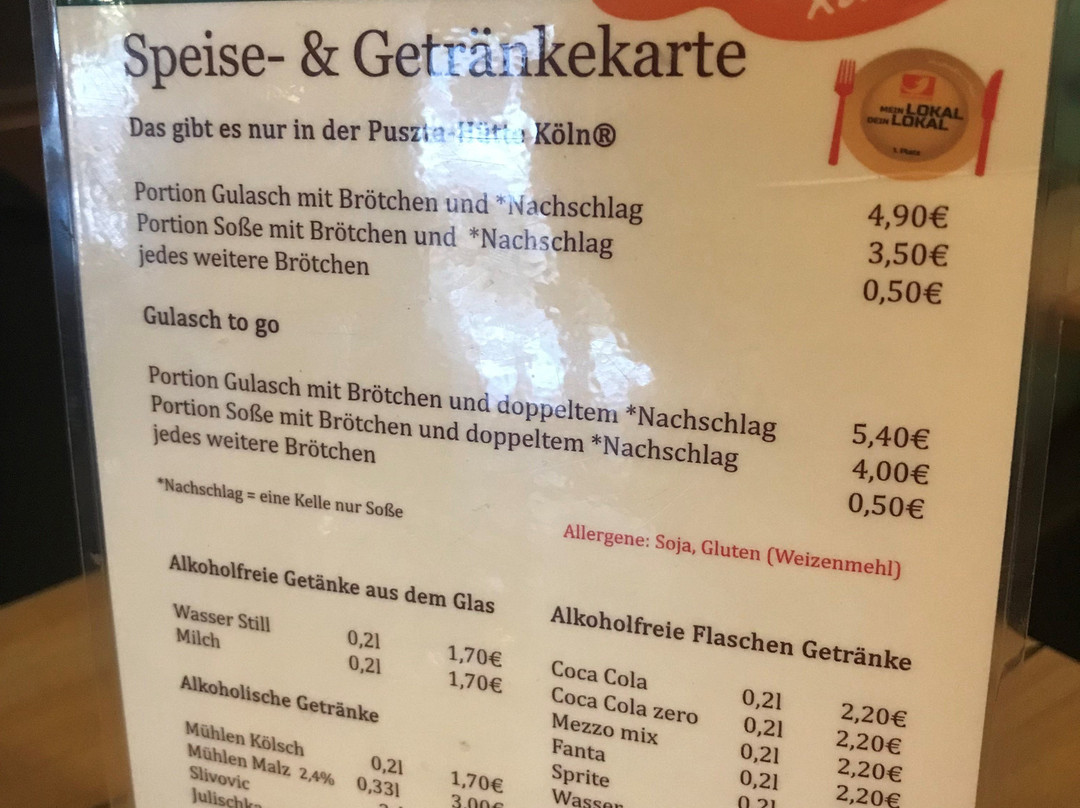 Speise- & Getränkekarte
MEIN LOKAL
DEIN LOKAL
1. Platz
Das gibt es nur in der Puszta-Hütte Köln®
Portion Gulasch mit Brötchen und *Nachschlag 4,90€
Portion Soße mit Brötchen und *Nachschlag 3,50€
jedes weitere Brötchen 0,50€
Gulasch to go
Portion Gulasch mit Brötchen und doppeltem *Nachschlag 5,40€
Portion Soße mit Brötchen und doppeltem *Nachschlag 4,00€
jedes weitere Brötchen 0,50€
*Nachschlag = eine Kelle nur Soße
Allergene: Soja, Gluten (Weizenmehl)
Alkoholfreie Getänke aus dem Glas
Wasser Still 0,2l 1,70€
Milch 0,2l 1,70€
Alkoholische Getränke
Mühlen Kölsch 0,2l 1,70€
Mühlen Malz 2,4% 0,33l 3,00€
Slivovic
Julischka
Alkoholfreie Flaschen Getränke
Coca Cola 0,2l 2,20€
Coca Cola zero 0,2l 2,20€
Mezzo mix 0,2l 2,20€
Fanta 0,2l 2,20€
Sprite 0,2l
Wasser